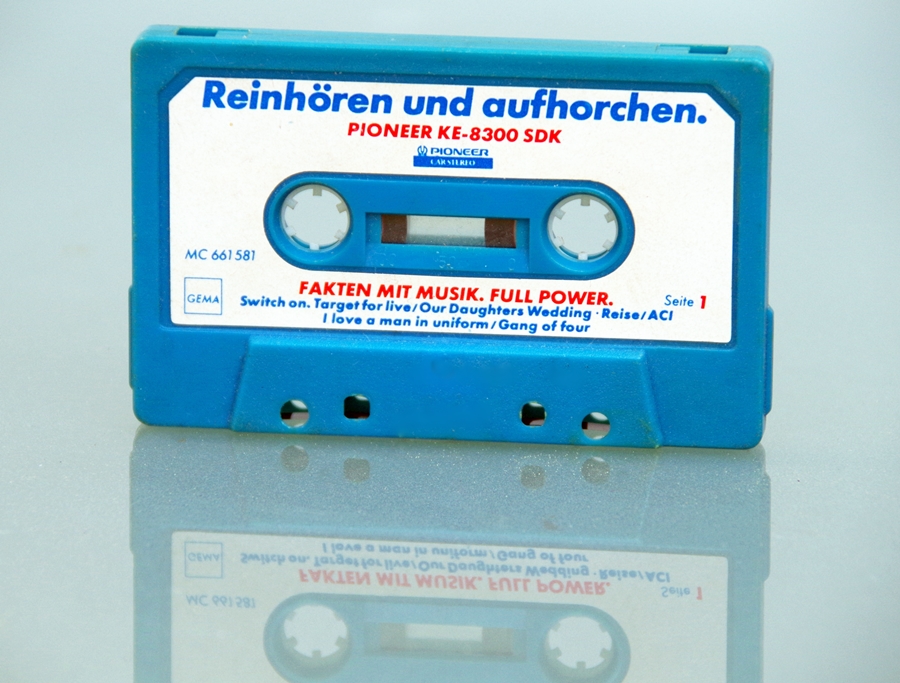 Reinhören und aufhorchen.
PIONEER KE-8300 SDK
PIONEER
CAR STEREO
MC 661 581
GEMA
FAKTEN MIT MUSIK. FULL POWER.
Seite 1
Switch on. Target for live/Our Daughters Wedding · Reise/ACI
I love a man in uniform/Gang of four